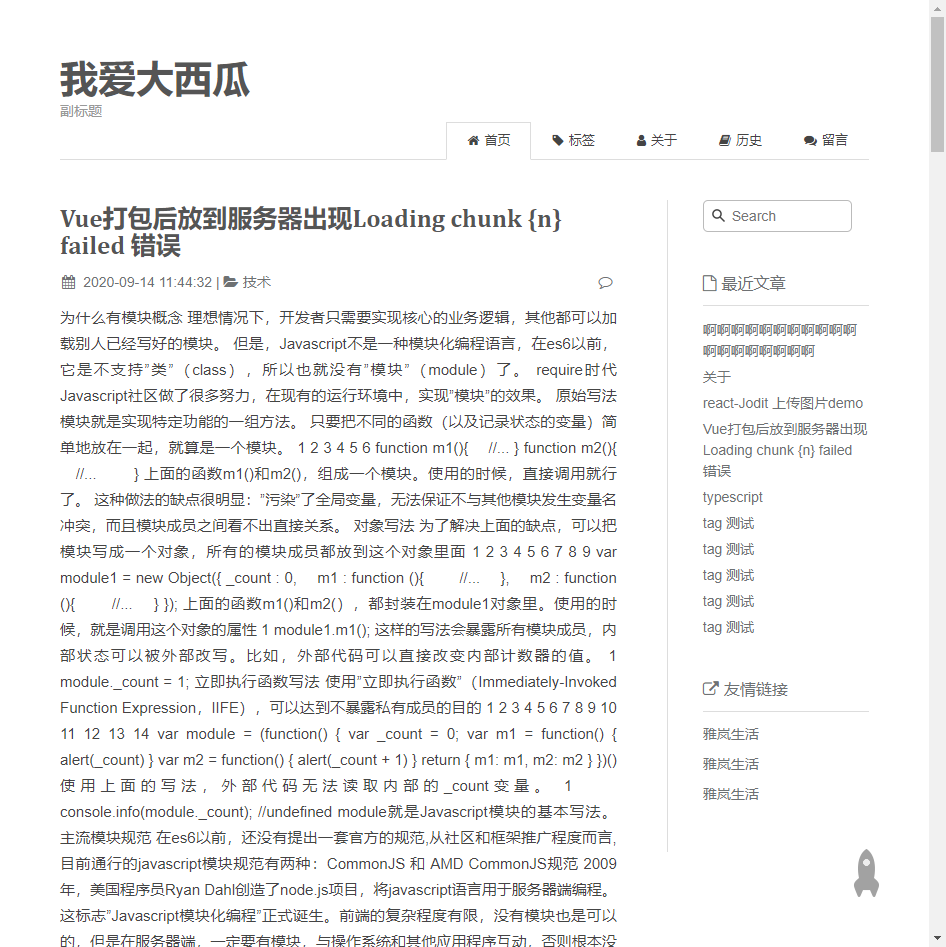 我爱大西瓜
副标题
首页 标签 关于 历史 留言
Vue打包后放到服务器出现Loading chunk {n}
failed 错误
2020-09-14 11:44:32 | 技术
为什么有模块概念 理想情况下，开发者只需要实现核心的业务逻辑，其他都可以加
载别人已经写好的模块。 但是，Javascript不是一种模块化编程语言，在es6以前，
它是不支持”类”（class），所以也就没有”模块”（module）了。 require时代
Javascript社区做了很多努力，在现有的运行环境中，实现”模块”的效果。 原始写法
模块就是实现特定功能的一组方法。 只要把不同的函数（以及记录状态的变量）简
单地放在一起，就算是一个模块。 1 2 3 4 5 6 function m1(){ //... } function m2(){
//... } 上面的函数m1()和m2()，组成一个模块。使用的时候，直接调用就行
了。 这种做法的缺点很明显：”污染”了全局变量，无法保证不与其他模块发生变量名
冲突，而且模块成员之间看不出直接关系。 对象写法 为了解决上面的缺点，可以把
模块写成一个对象，所有的模块成员都放到这个对象里面 1 2 3 4 5 6 7 8 9 var
module1 = new Object({ _count : 0, m1 : function (){ //... }, m2 : function
(){ //... } }); 上面的函数m1()和m2(），都封装在module1对象里。使用的时
候，就是调用这个对象的属性 1 module1.m1(); 这样的写法会暴露所有模块成员，内
部状态可以被外部改写。比如，外部代码可以直接改变内部计数器的值。 1
module._count = 1; 立即执行函数写法 使用”立即执行函数”（Immediately-Invoked
Function Expression，IIFE），可以达到不暴露私有成员的目的 1 2 3 4 5 6 7 8 9 10
11 12 13 14 var module = (function() { var _count = 0; var m1 = function() {
alert(_count) } var m2 = function() { alert(_count + 1) } return { m1: m1, m2: m2 } })()
使用上面的写法，外部代码无法读取内部的_count变量。 1
console.info(module._count); //undefined module就是Javascript模块的基本写法。
主流模块规范 在es6以前，还没有提出一套官方的规范,从社区和框架推广程度而言,
目前通行的javascript模块规范有两种：CommonJS 和 AMD CommonJS规范 2009
年，美国程序员Ryan Dahl创造了node.js项目，将javascript语言用于服务器端编程。
这标志”Javascript模块化编程”正式诞生。前端的复杂程度有限，没有模块也是可以
的，但是在服务器端，一定要有模块，与操作系统和其他应用程序互动，否则根本没
Search
最近文章
啊啊啊啊啊啊啊啊啊啊啊
啊啊啊啊啊啊啊啊
关于
react-Jodit 上传图片demo
Vue打包后放到服务器出现
Loading chunk {n} failed
错误
typescript
tag 测试
tag 测试
tag 测试
tag 测试
tag 测试
友情链接
雅岚生活
雅岚生活
雅岚生活